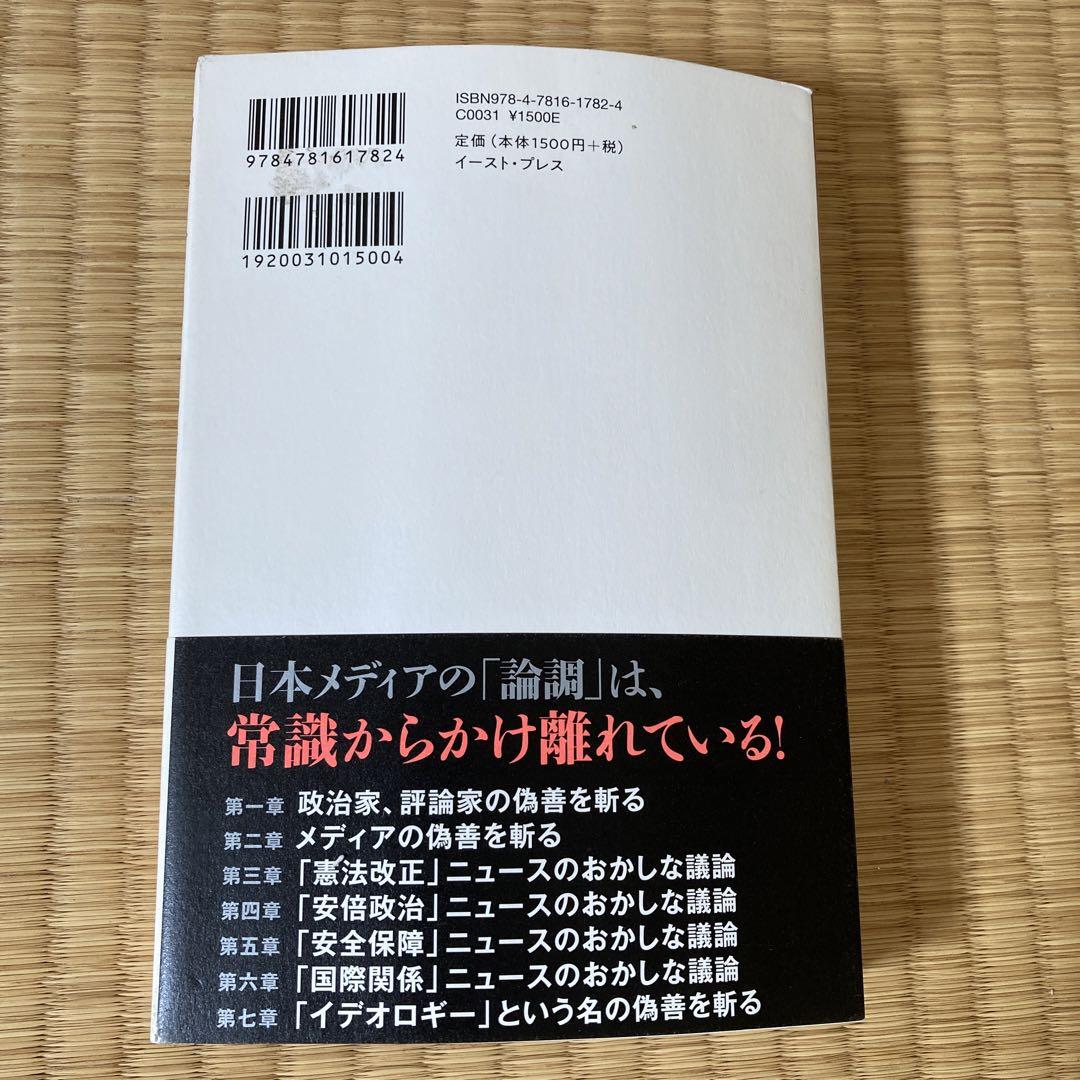 ISBN978-4-7816-1782-4
C0031 ¥1500E
定価(本体1500円+税)
イースト・プレス
9784781617824
1920031015004
日本メディアの「論調」は、
常識からかけ離れている!
第一章 政治家、評論家の偽善を斬る
第二章 メディアの偽善を斬る
第三章 「憲法改正」ニュースのおかしな議論
第四章 「安倍政治」ニュースのおかしな議論
第五章 「安全保障」ニュースのおかしな議論
第六章 「国際関係」ニュースのおかしな議論
第七章 「イデオロギー」という名の偽善を斬る